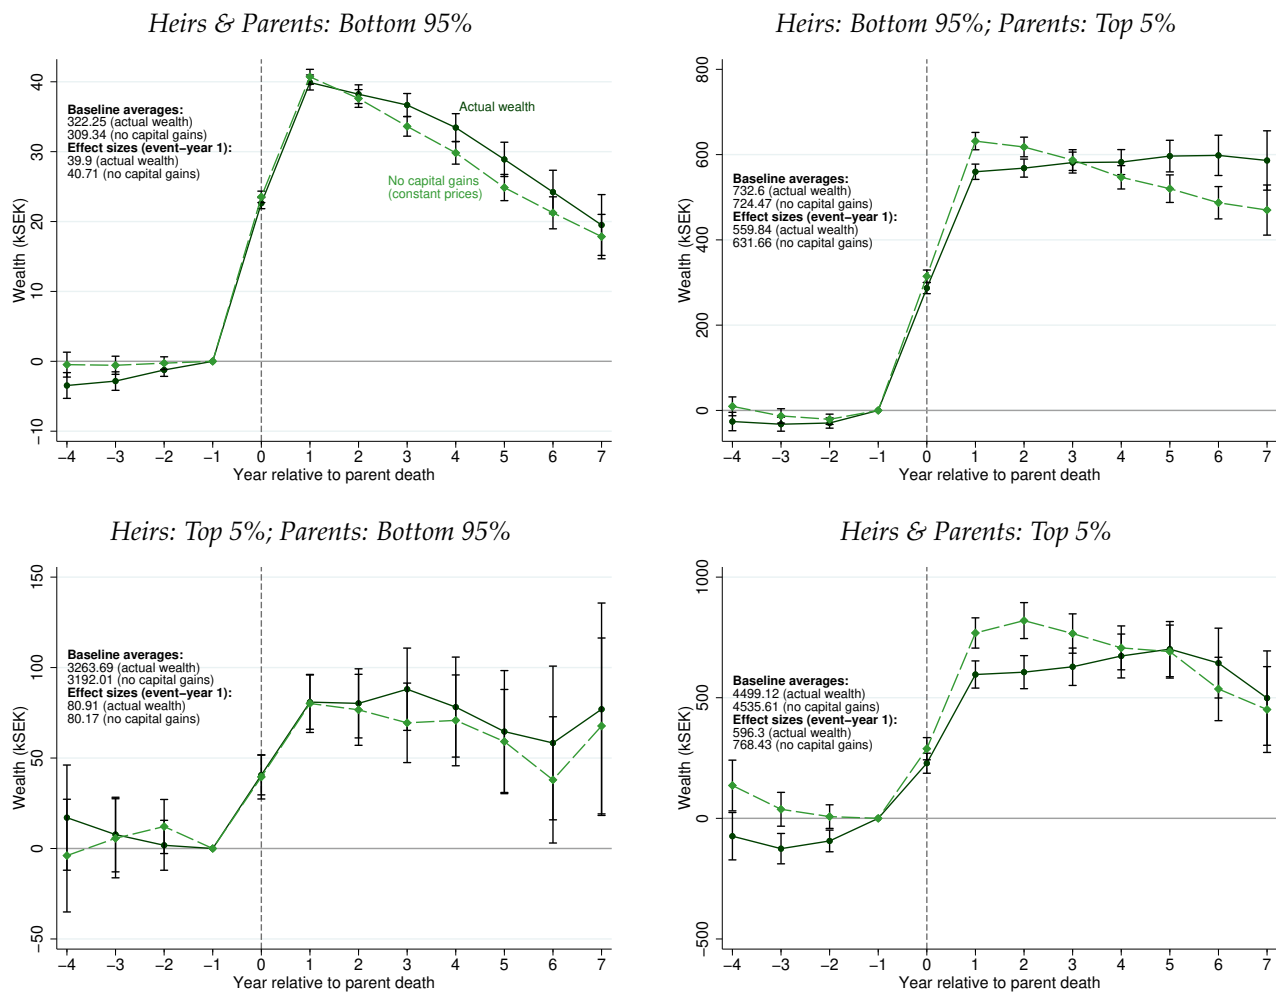 Heirs & Parents: Bottom 95%
40
30
20
10
0
−10
Wealth (kSEK)
Baseline averages:
322.25 (actual wealth)
309.34 (no capital gains)
Effect sizes (event−year 1):
39.9 (actual wealth)
40.71 (no capital gains)
Actual wealth
No capital gains
(constant prices)
−4 −3 −2 −1 0 1 2 3 4 5 6 7
Year relative to parent death
Heirs: Bottom 95%; Parents: Top 5%
800
600
400
200
0
Wealth (kSEK)
Baseline averages:
732.6 (actual wealth)
724.47 (no capital gains)
Effect sizes (event−year 1):
559.84 (actual wealth)
631.66 (no capital gains)
−4 −3 −2 −1 0 1 2 3 4 5 6 7
Year relative to parent death
Heirs: Top 5%; Parents: Bottom 95%
150
100
50
0
−50
Wealth (kSEK)
Baseline averages:
3263.69 (actual wealth)
3192.01 (no capital gains)
Effect sizes (event−year 1):
80.91 (actual wealth)
80.17 (no capital gains)
−4 −3 −2 −1 0 1 2 3 4 5 6 7
Year relative to parent death
Heirs & Parents: Top 5%
1000
500
0
−500
Wealth (kSEK)
Baseline averages:
4499.12 (actual wealth)
4535.61 (no capital gains)
Effect sizes (event−year 1):
596.3 (actual wealth)
768.43 (no capital gains)
−4 −3 −2 −1 0 1 2 3 4 5 6 7
Year relative to parent death